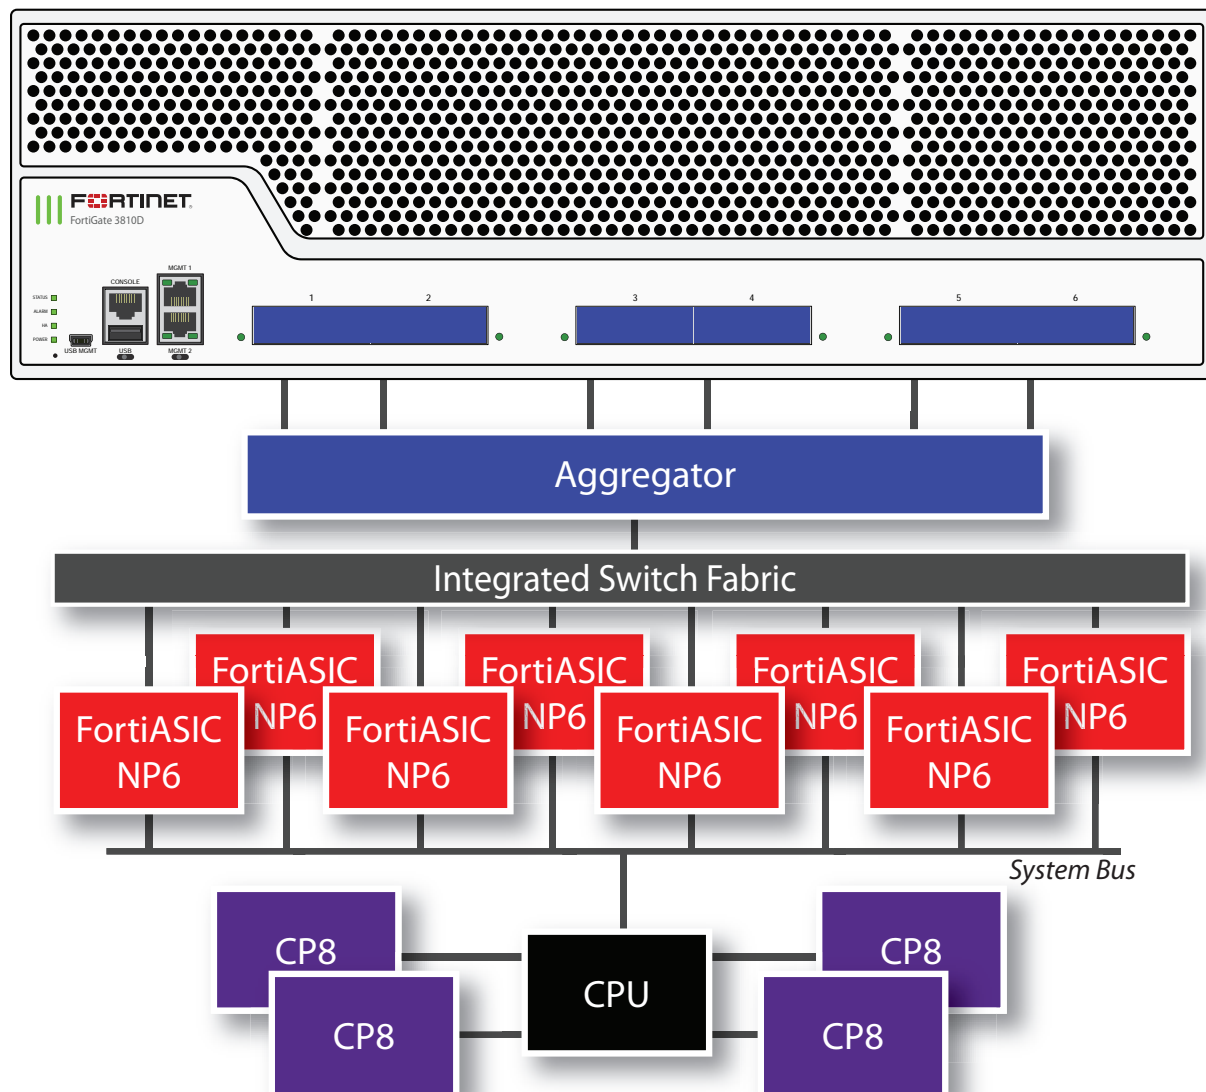 FORTINET
FortiGate 3810D
MGMT 1
CONSOLE
STATUS
ALARM
HA
POWER
USB MGMT
USB
MGMT 2
1 2 3 4 5 6
Aggregator
Integrated Switch Fabric
FortiASIC
NP6
FortiASIC
NP6
FortiASIC
NP6
FortiASIC
NP6
FortiASIC
NP6
FortiASIC
NP6
FortiASIC
NP6
FortiASIC
NP6
System Bus
CP8
CP8
CPU
CP8
CP8